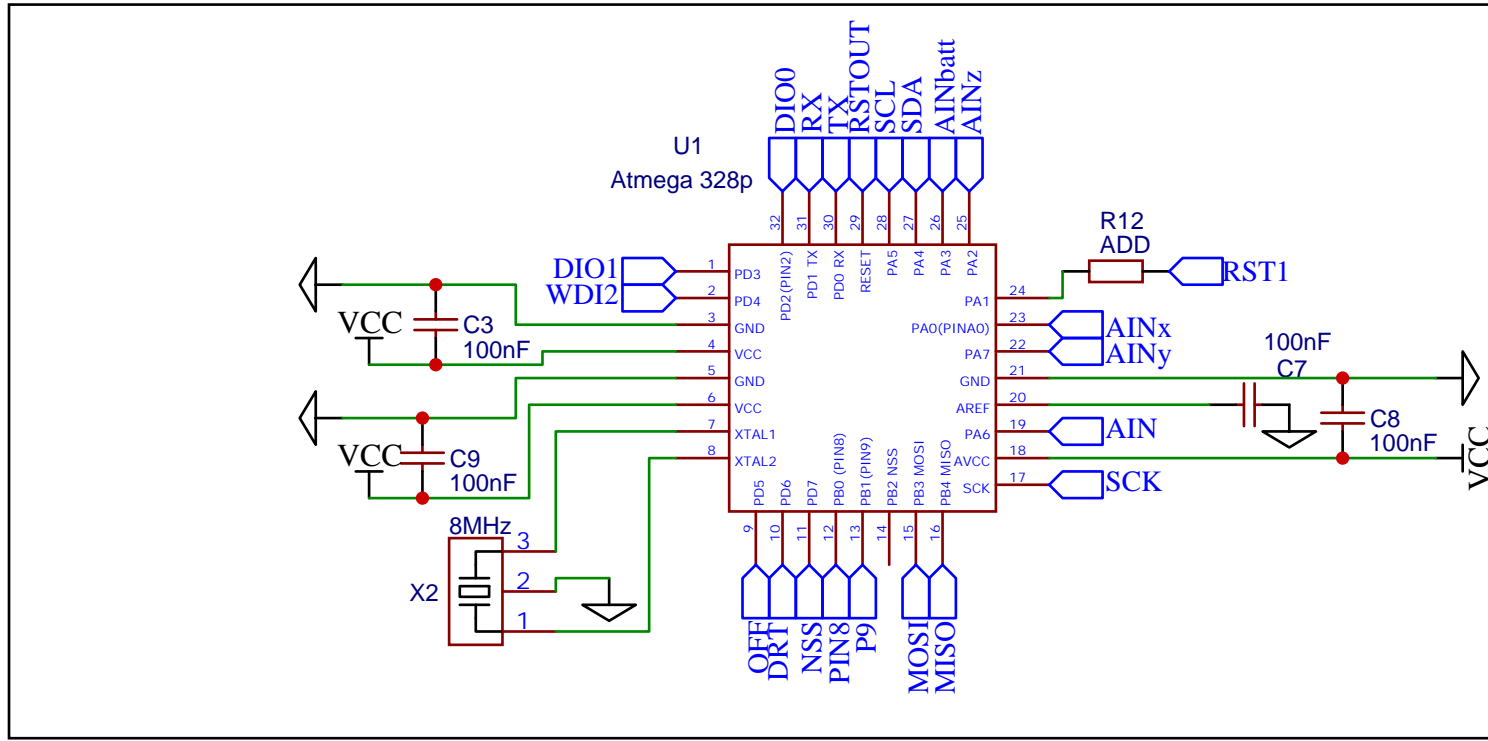 DIO0
RX
TX
RSTOUT
SCL
SDA
AINbatt
AINz
U1
Atmega 328p
32
31
30
29
28
27
26
25
PD2(PIN2)
PD1 TX
PD0 RX
RESET
PA5
PA4
PA3
PA2
DIO1
1
PD3
WDI2
2
PD4
3
GND
4
VCC
5
GND
6
VCC
7
XTAL1
8
XTAL2
VCC
C3
100nF
VCC
C9
100nF
R12
ADD
RST1
24
PA1
23
PA0(PINA0)
AINx
22
PA7
AINy
21
GND
20
AREF
19
PA6
AIN
18
AVCC
17
SCK
SCK
100nF
C7
C8
100nF
VCC
PD5
PD6
PD7
PB0 (PIN8)
PB1(PIN9)
PB2 NSS
PB3 MOSI
PB4 MISO
9
10
11
12
13
14
15
16
OFF
DRT
NSS
PIN8
P9
MOSI
MISO
8MHz
X2
3
2
1